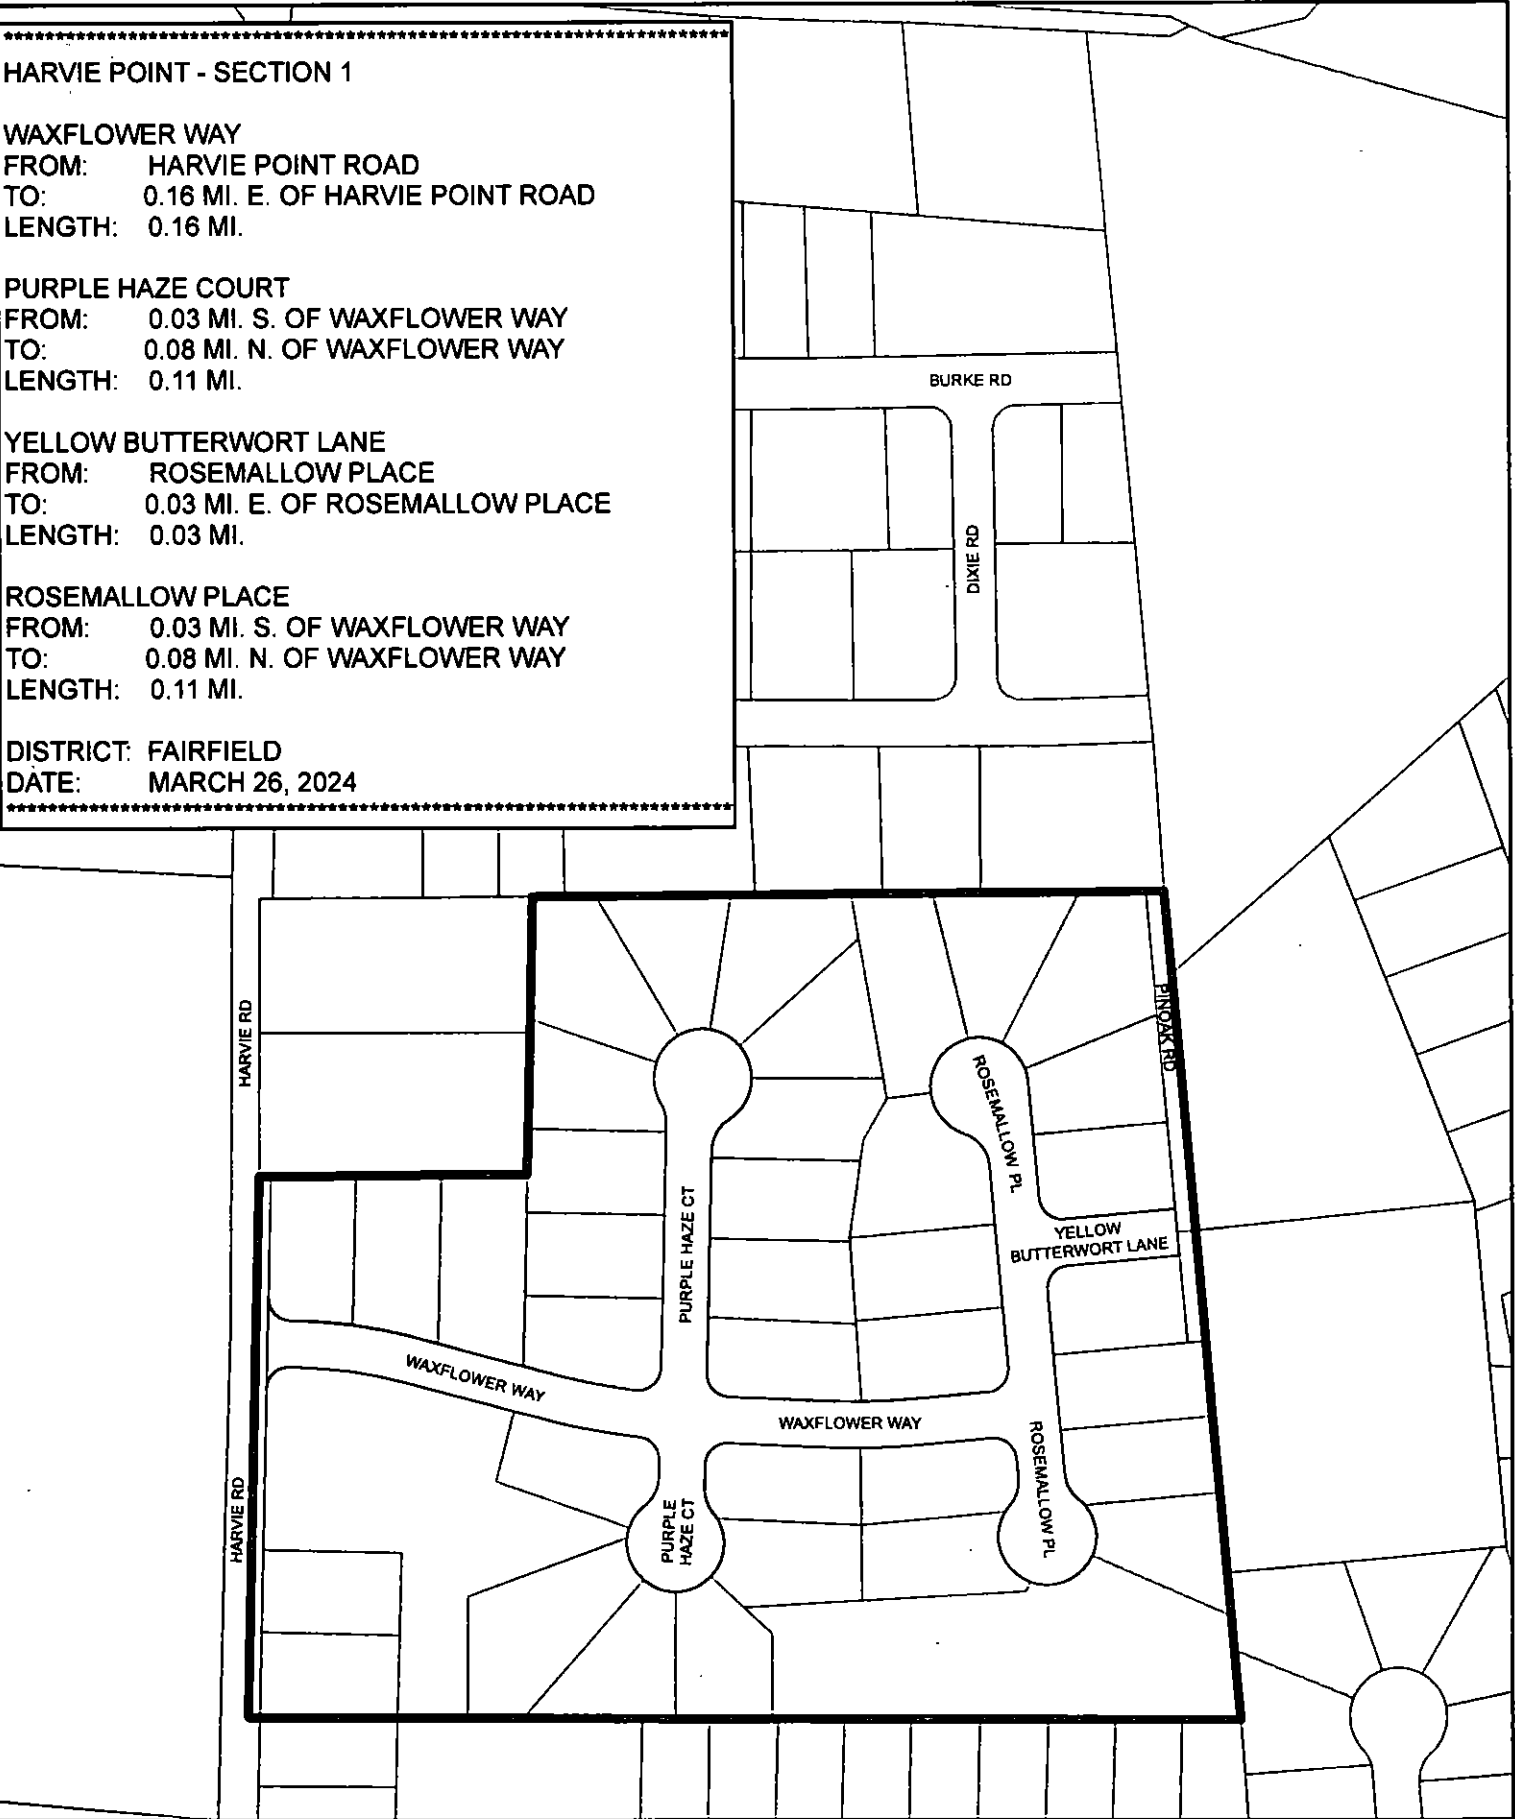 ************************************************************************
HARVIE POINT - SECTION 1
WAXFLOWER WAY
FROM: HARVIE POINT ROAD
TO: 0.16 MI. E. OF HARVIE POINT ROAD
LENGTH: 0.16 MI.
PURPLE HAZE COURT
FROM: 0.03 MI. S. OF WAXFLOWER WAY
TO: 0.08 MI. N. OF WAXFLOWER WAY
LENGTH: 0.11 MI.
YELLOW BUTTERWORT LANE
FROM: ROSEMALLOW PLACE
TO: 0.03 MI. E. OF ROSEMALLOW PLACE
LENGTH: 0.03 MI.
ROSEMALLOW PLACE
FROM: 0.03 MI. S. OF WAXFLOWER WAY
TO: 0.08 MI. N. OF WAXFLOWER WAY
LENGTH: 0.11 MI.
DISTRICT: FAIRFIELD
DATE: MARCH 26, 2024
************************************************************************
BURKE RD
DIXIE RD
HARVIE RD
PINOAK RD
ROSEMALLOW PL
PURPLE HAZE CT
YELLOW
BUTTERWORT LANE
WAXFLOWER WAY
WAXFLOWER WAY
HARVIE RD
PURPLE
HAZE CT
ROSEMALLOW PL